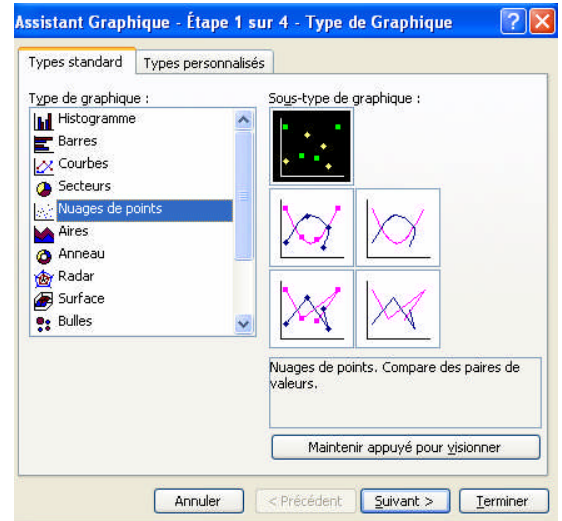 Assistant Graphique - Étape 1 sur 4 - Type de Graphique
Types standard
Types personnalisés
Type de graphique :
Histogramme
Barres
Courbes
Secteurs
Nuages de points
Aires
Anneau
Radar
Surface
Bulles
Sous-type de graphique :
Nuages de points. Compare des paires de
valeurs.
Maintenir appuyé pour visionner
Annuler
< Précédent
Suivant >
Terminer